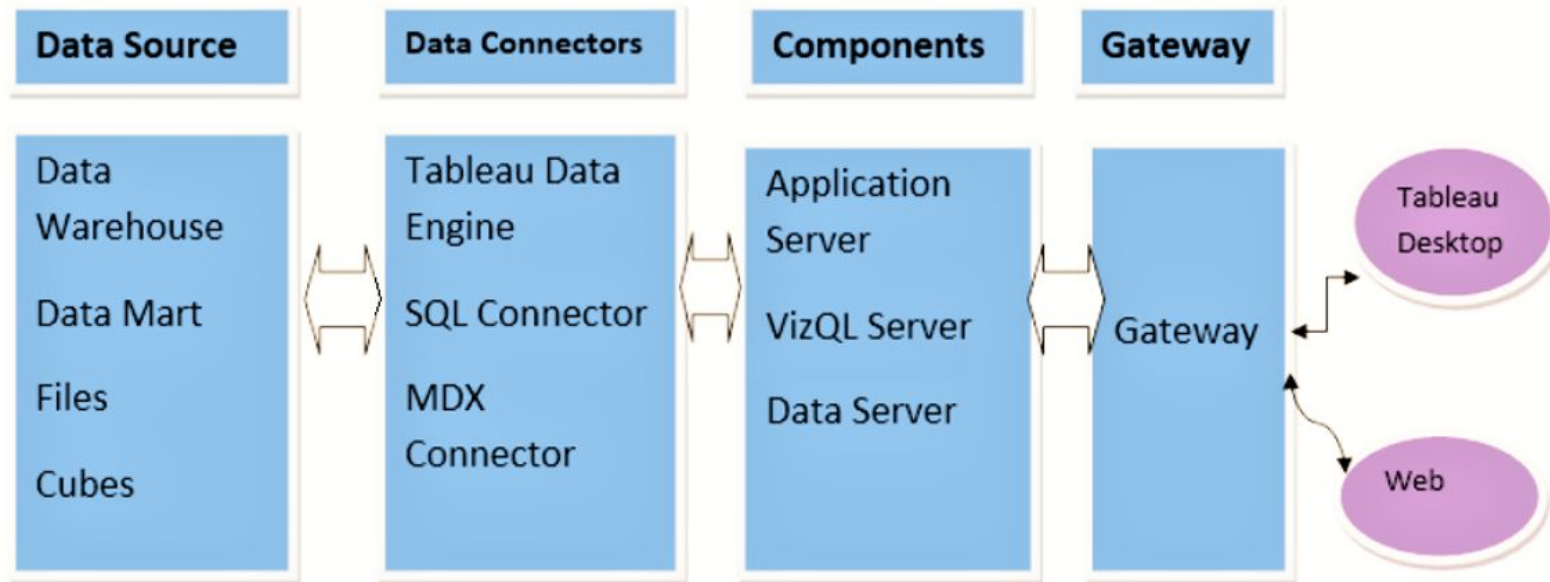 Data Source
Data Connectors
Components
Gateway
Data
Warehouse
Data Mart
Files
Cubes
Tableau Data
Engine
SQL Connector
MDX
Connector
Application
Server
VizQL Server
Data Server
Gateway
Tableau
Desktop
Web